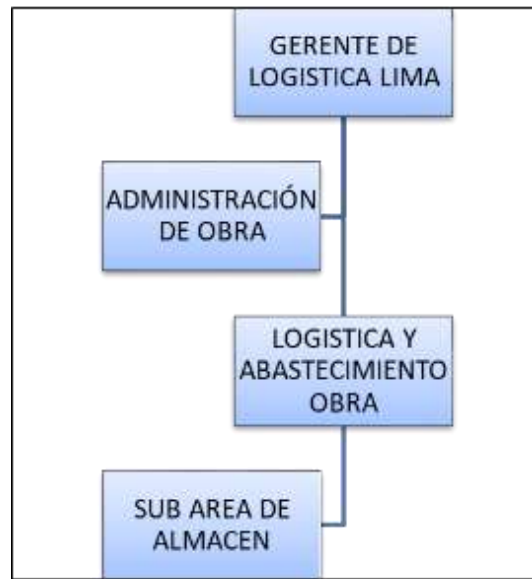 GERENTE DE
LOGISTICA LIMA
ADMINISTRACIÓN
DE OBRA
LOGISTICA Y
ABASTECIMIENTO
OBRA
SUB AREA DE
ALMACEN